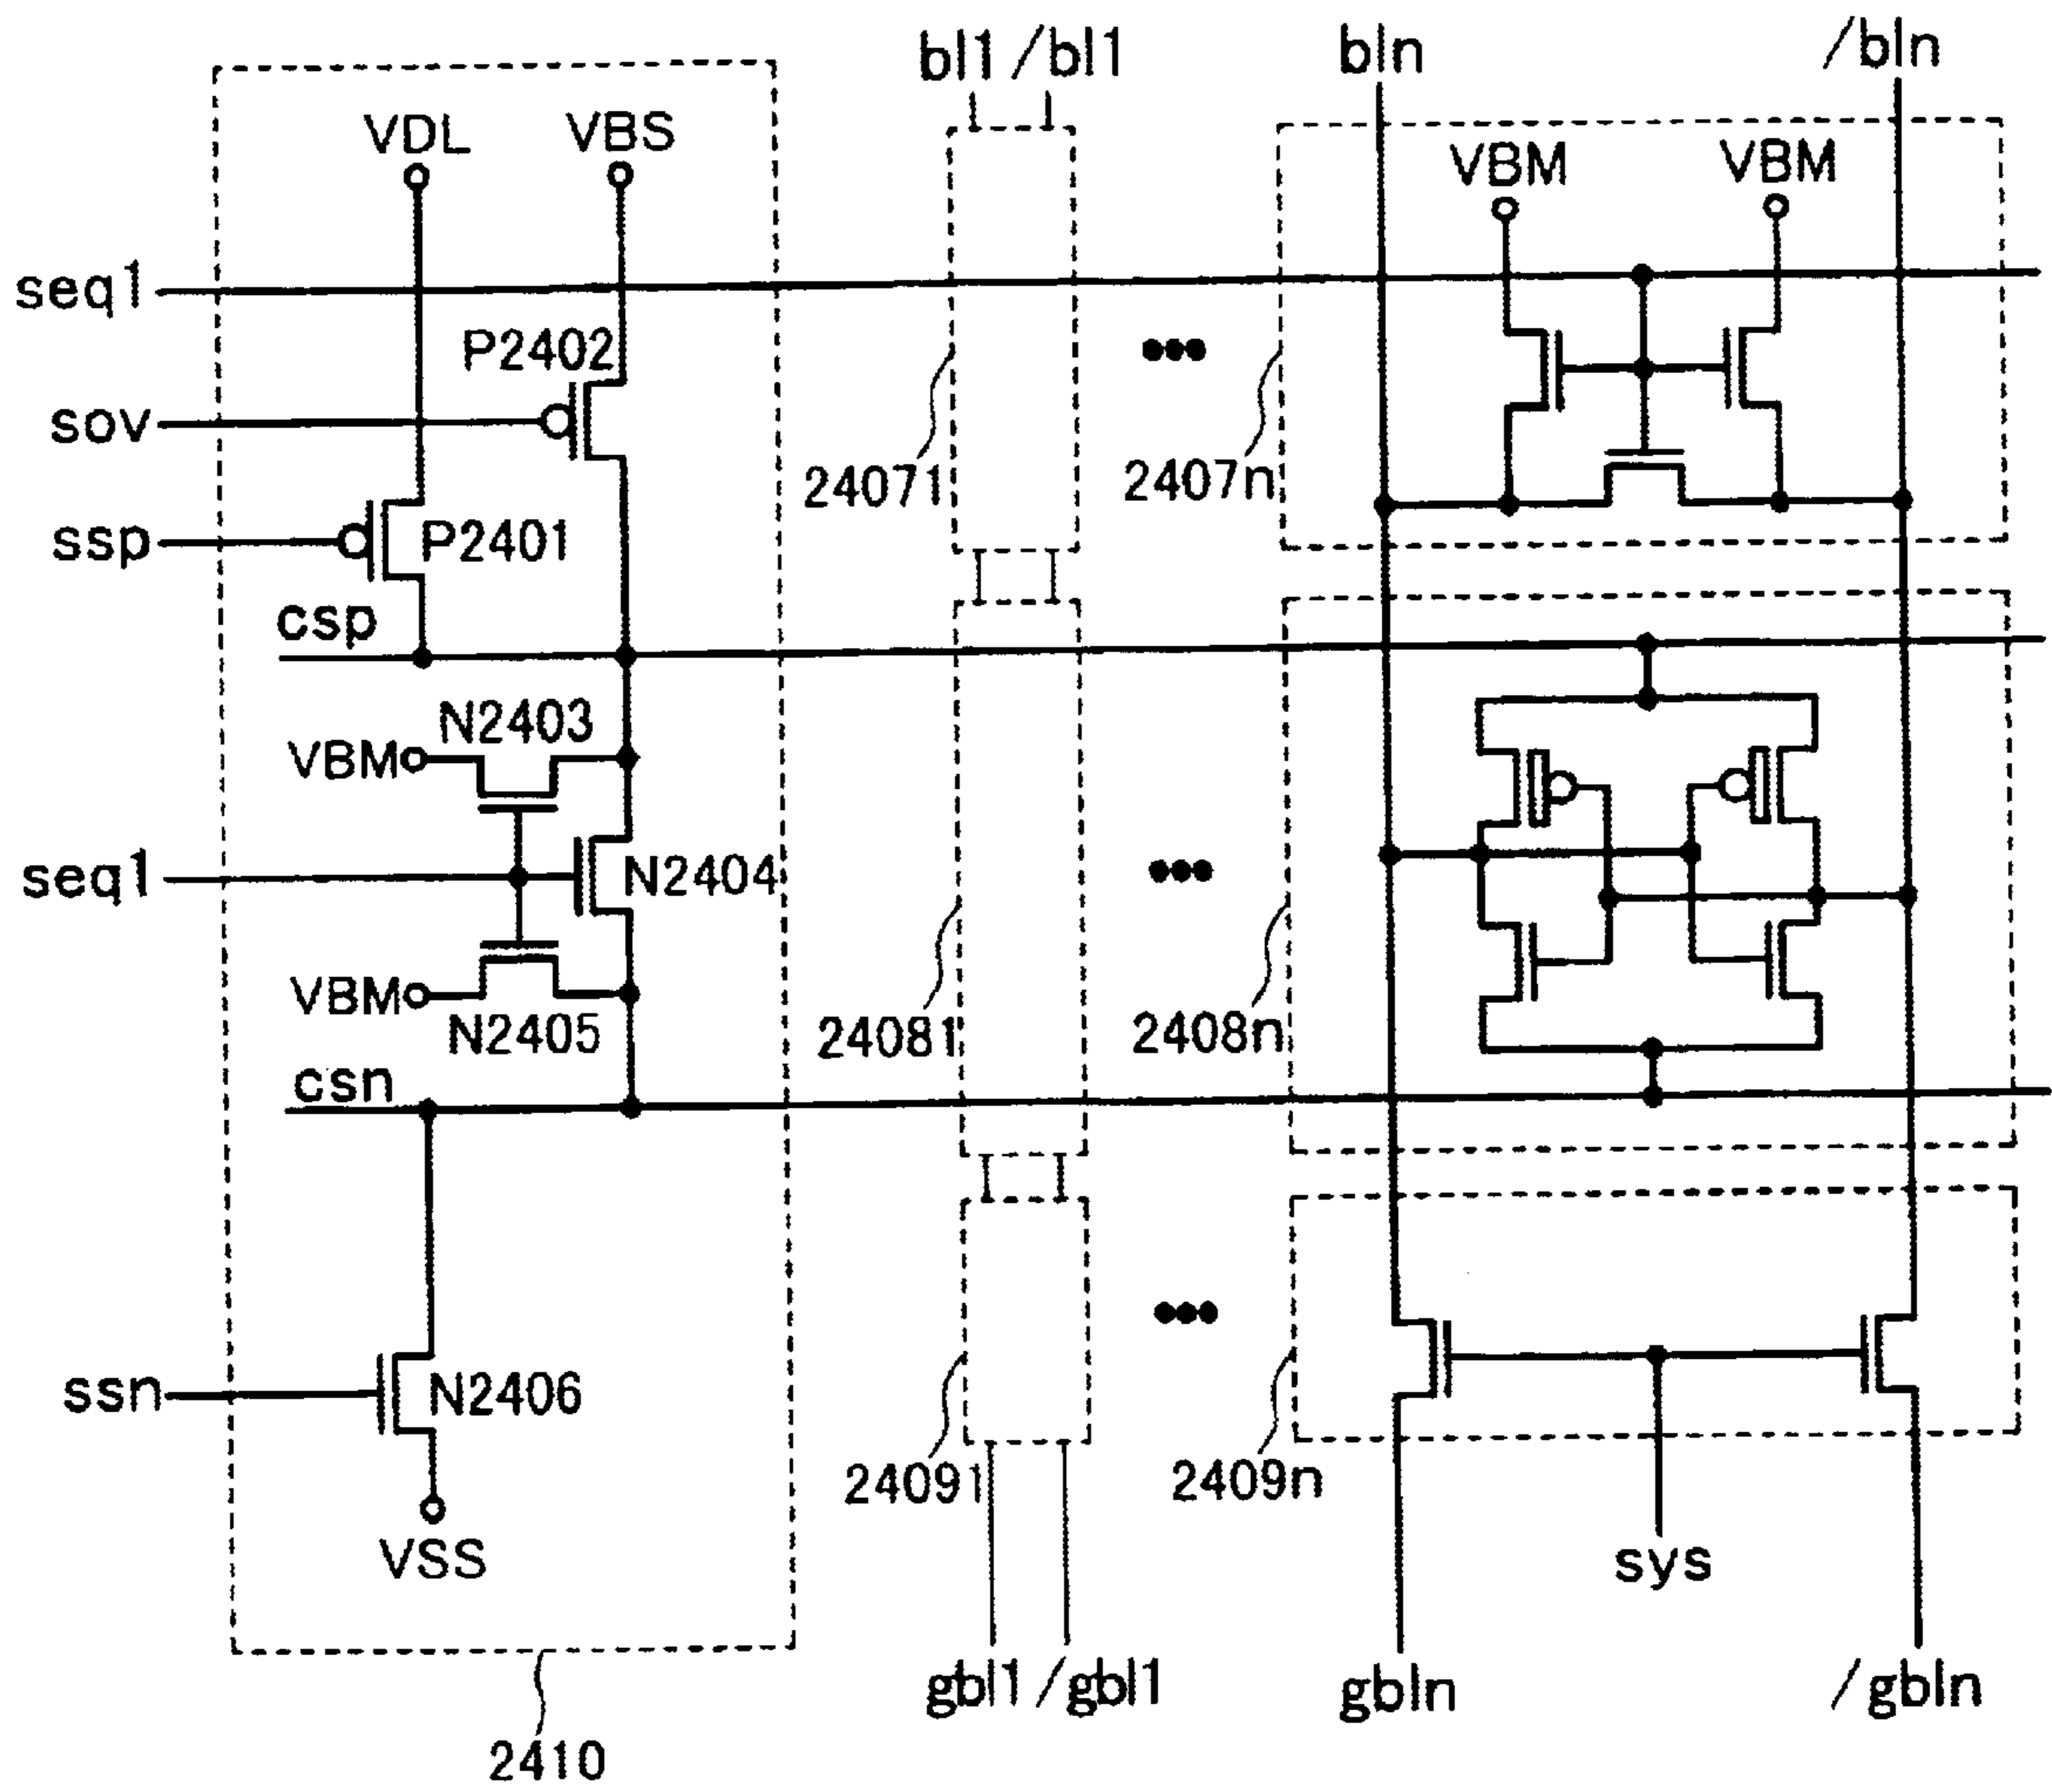 bl1 /bl1 bln /bln
VDL VBS VBM VBM
seq1
P2402
sov
24071 2407n
ssp P2401
csp
N2403
VBM
seq1 N2404
VBM
N2405 24081 2408n
csn
ssn N2406
24091 2409n
VSS sys
gbl1 /gbl1 gbln /gbln
2410